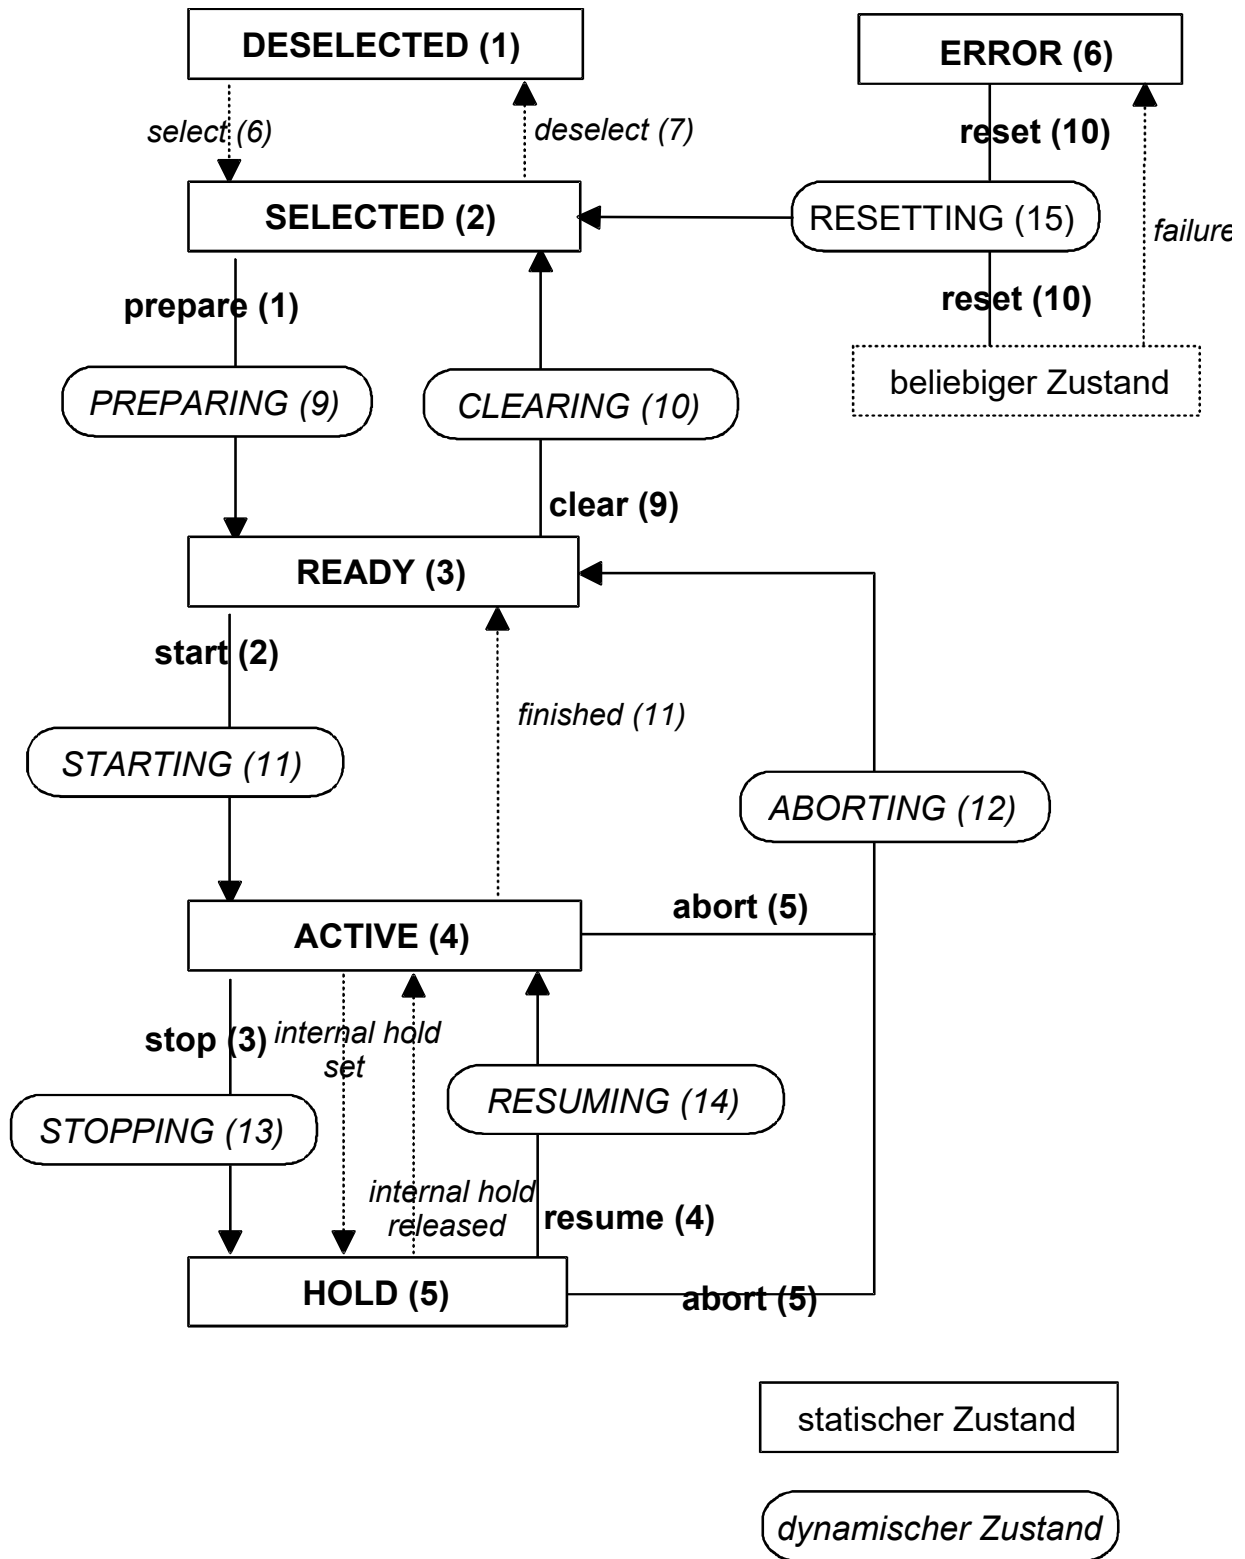 DESELECTED (1)
ERROR (6)
select (6)
deselect (7)
reset (10)
SELECTED (2)
RESETTING (15)
failure
prepare (1)
reset (10)
PREPARING (9)
CLEARING (10)
beliebiger Zustand
clear (9)
READY (3)
start (2)
finished (11)
STARTING (11)
ABORTING (12)
abort (5)
ACTIVE (4)
stop (3)
internal hold
set
RESUMING (14)
STOPPING (13)
internal hold
released
resume (4)
HOLD (5)
abort (5)
statischer Zustand
dynamischer Zustand